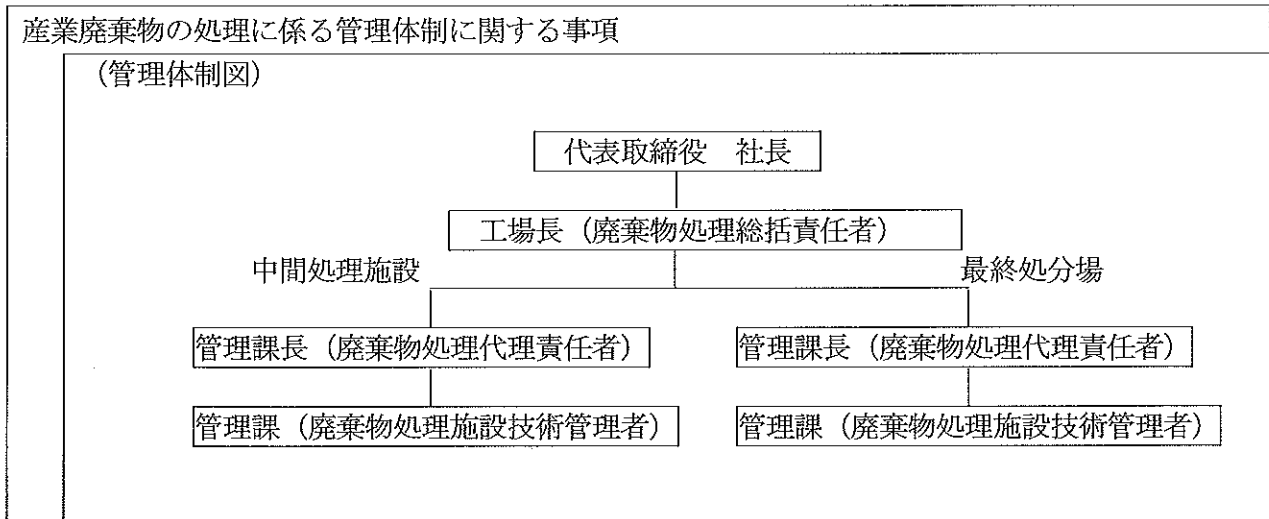 産業廃棄物の処理に係る管理体制に関する事項
（管理体制図）
代表取締役　社長
工場長（廃棄物処理総括責任者）
中間処理施設
最終処分場
管理課長（廃棄物処理代理責任者）
管理課長（廃棄物処理代理責任者）
管理課（廃棄物処理施設技術管理者）
管理課（廃棄物処理施設技術管理者）